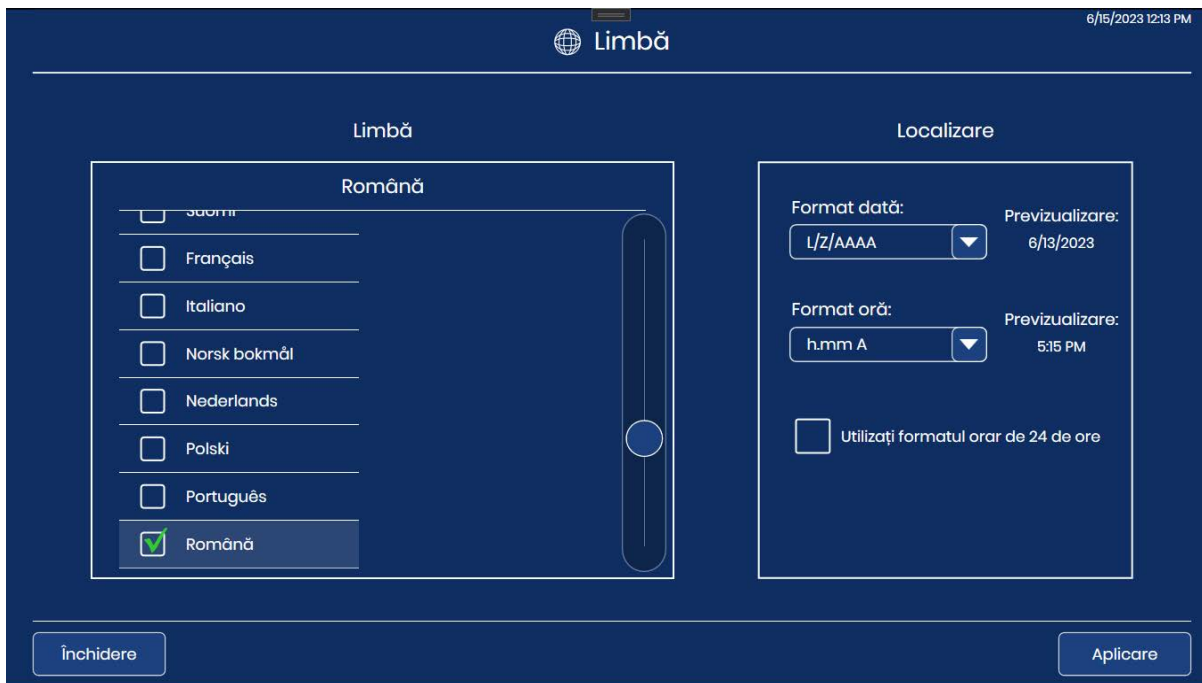 6/15/2023 12:13 PM
Limbă
Limbă
Română
Suomi
Français
Italiano
Norsk bokmål
Nederlands
Polski
Português
Română
Localizare
Format dată:
L/Z/AAAA
Previzualizare:
6/13/2023
Format oră:
h.mm A
Previzualizare:
5:15 PM
Utilizați formatul orar de 24 de ore
Închidere
Aplicare